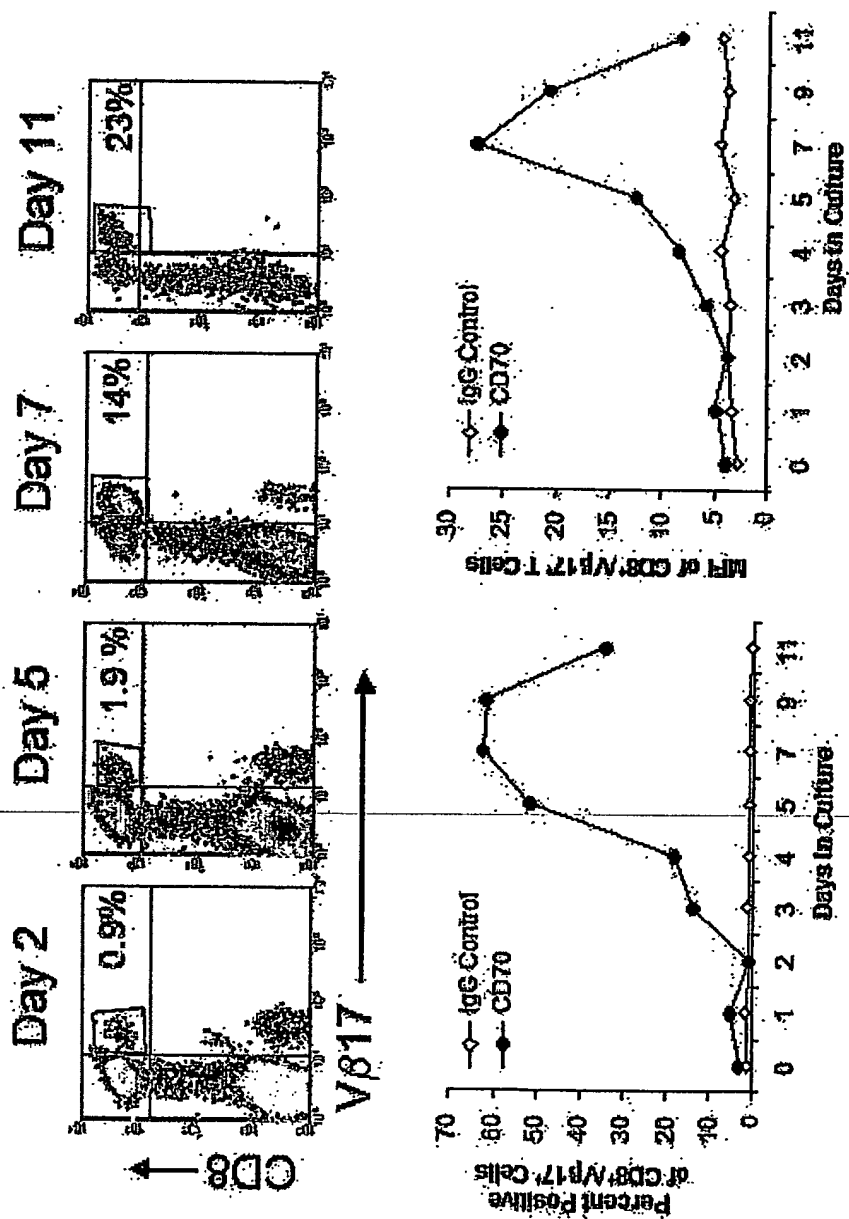 Day 2
Day 5
Day 7
Day 11
0.9%
1.9 %
14%
23%
CD8
Vβ17
Percent Positive
of CD8⁺/Vβ17⁺ Cells
70
60
50
40
30
20
10
0
IgG Control
CD70
0 1 2 3 4 5 7 9 11
Days in Culture
MFI of CD8⁺/Vβ17⁺ T Cells
30
25
20
15
10
5
0
IgG Control
CD70
0 1 2 3 4 5 7 9 11
Days in Culture